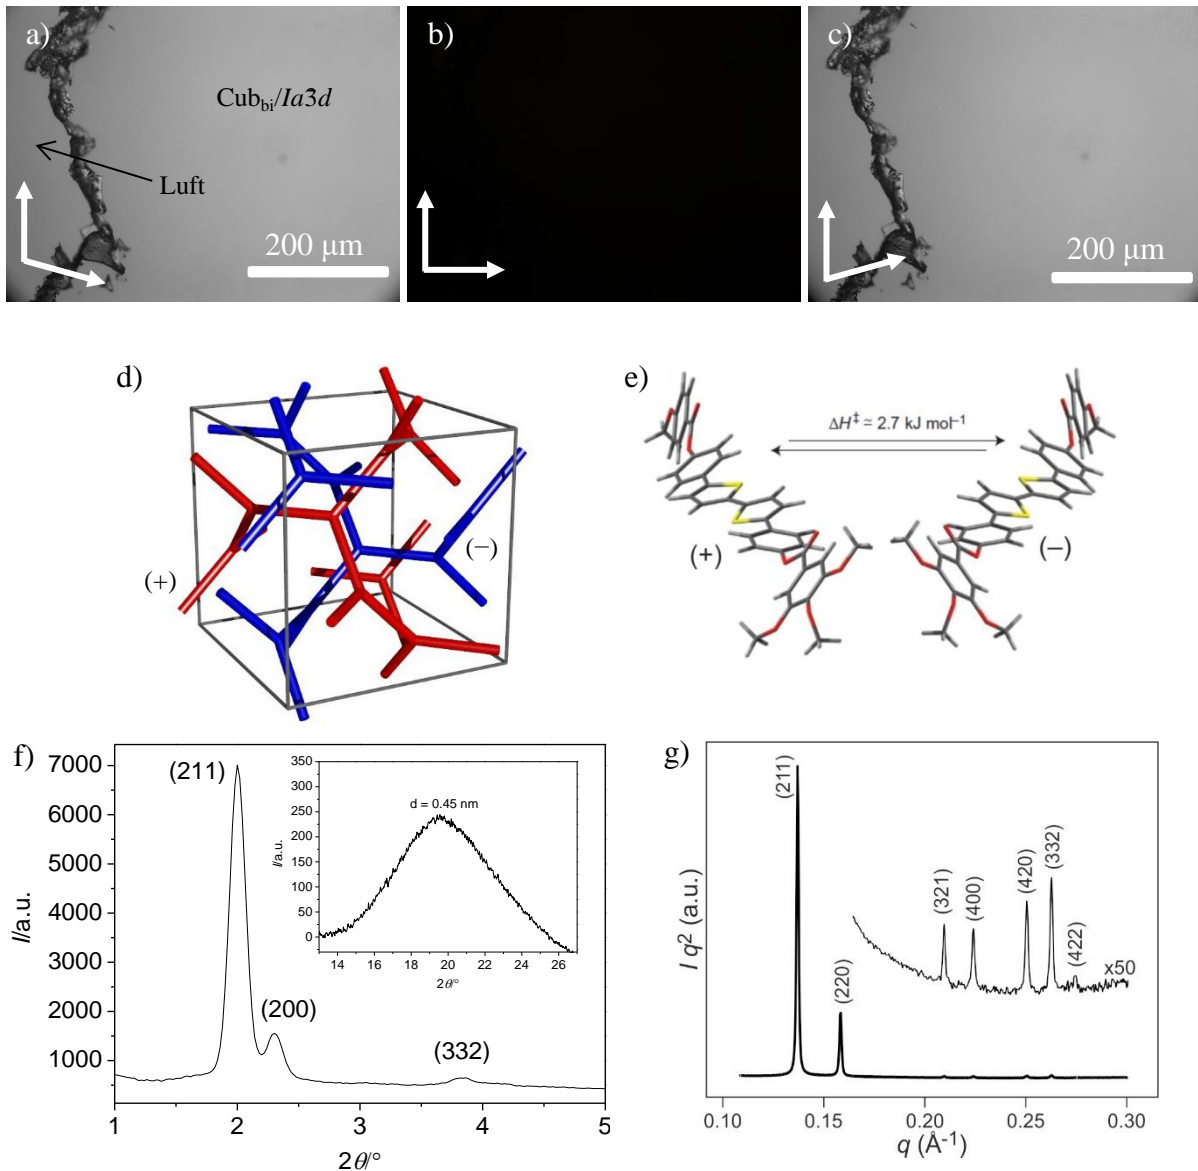 a)
Cub_bi/Ia3̄d
Luft
200 μm
b)
c)
200 μm
d)
(+)
(−)
e)
ΔH‡ ≃ 2.7 kJ mol⁻¹
(+)
(−)
f)
7000
6000
5000
4000
3000
2000
1000
I/a.u.
(211)
(200)
(332)
1
2
3
4
5
2θ/°
350
300
250
200
150
100
50
0
I/a.u.
d = 0.45 nm
14
16
18
20
22
24
26
2θ/°
g)
I q² (a.u.)
(211)
(220)
(321)
(400)
(420)
(332)
(422)
x50
0.10
0.15
0.20
0.25
0.30
q (Å⁻¹)